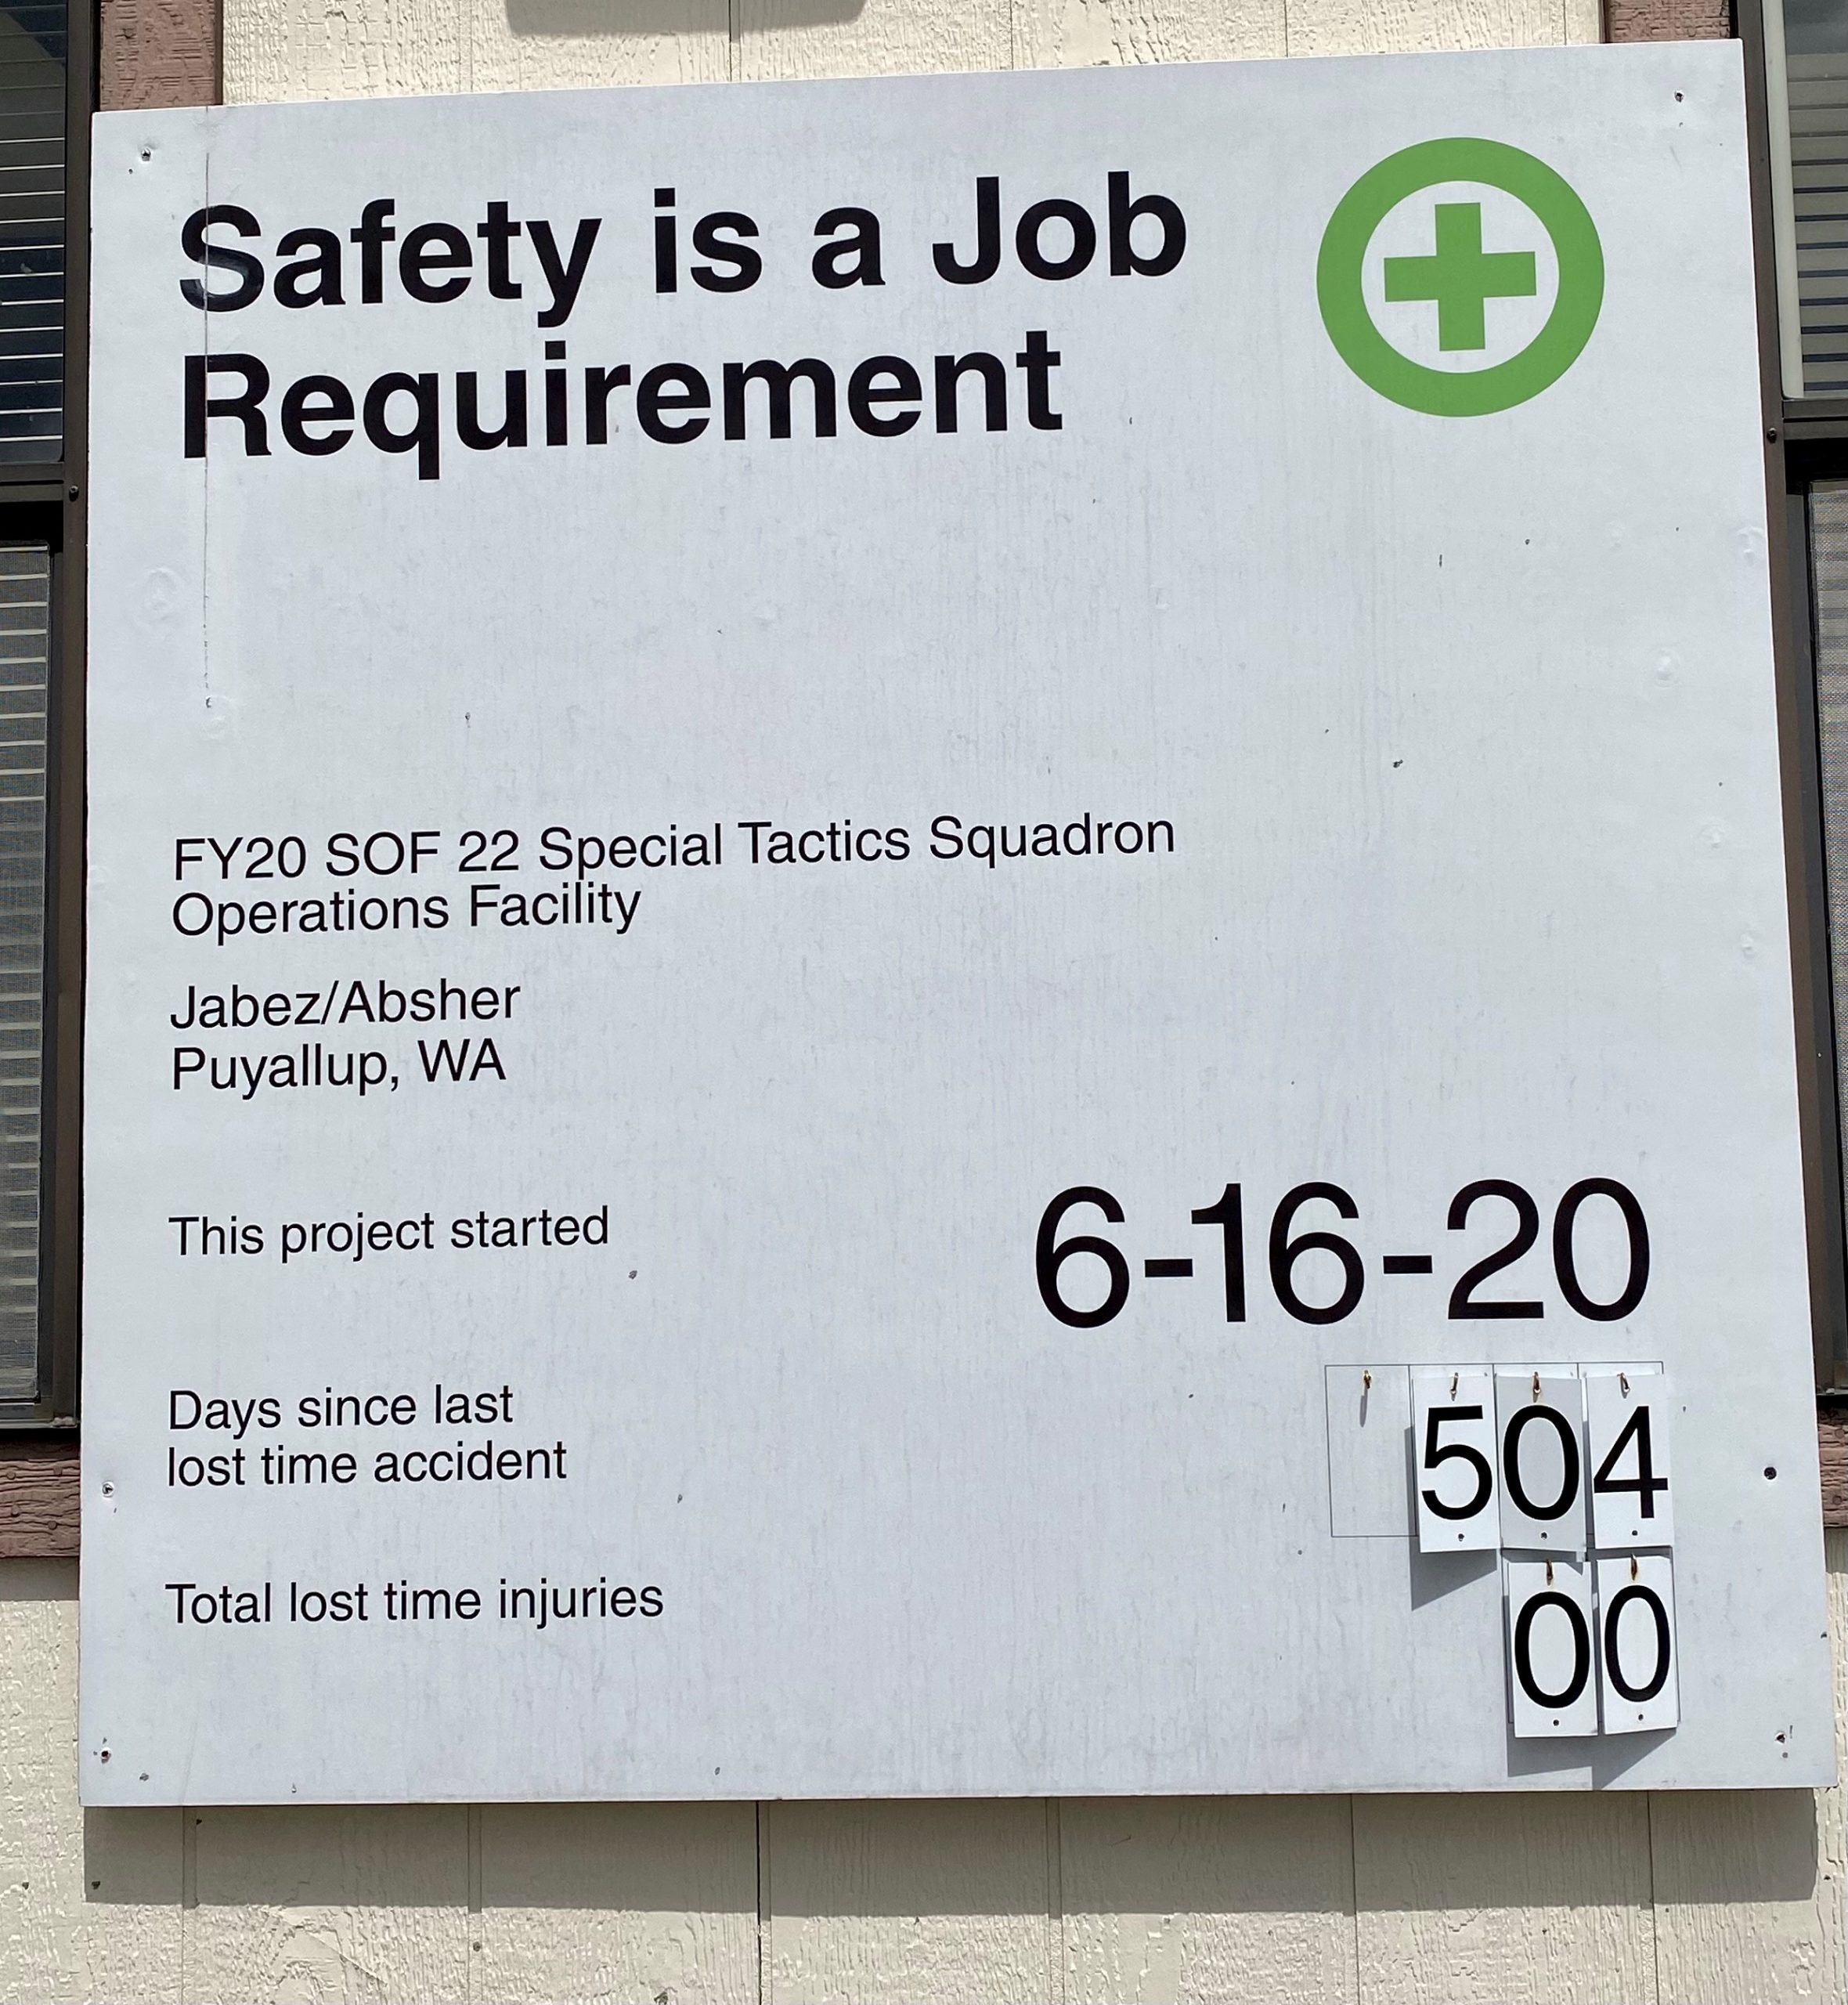 Safety is a Job
Requirement
FY20 SOF 22 Special Tactics Squadron
Operations Facility
Jabez/Absher
Puyallup, WA
This project started 6-16-20
Days since last
lost time accident 504
Total lost time injuries 00